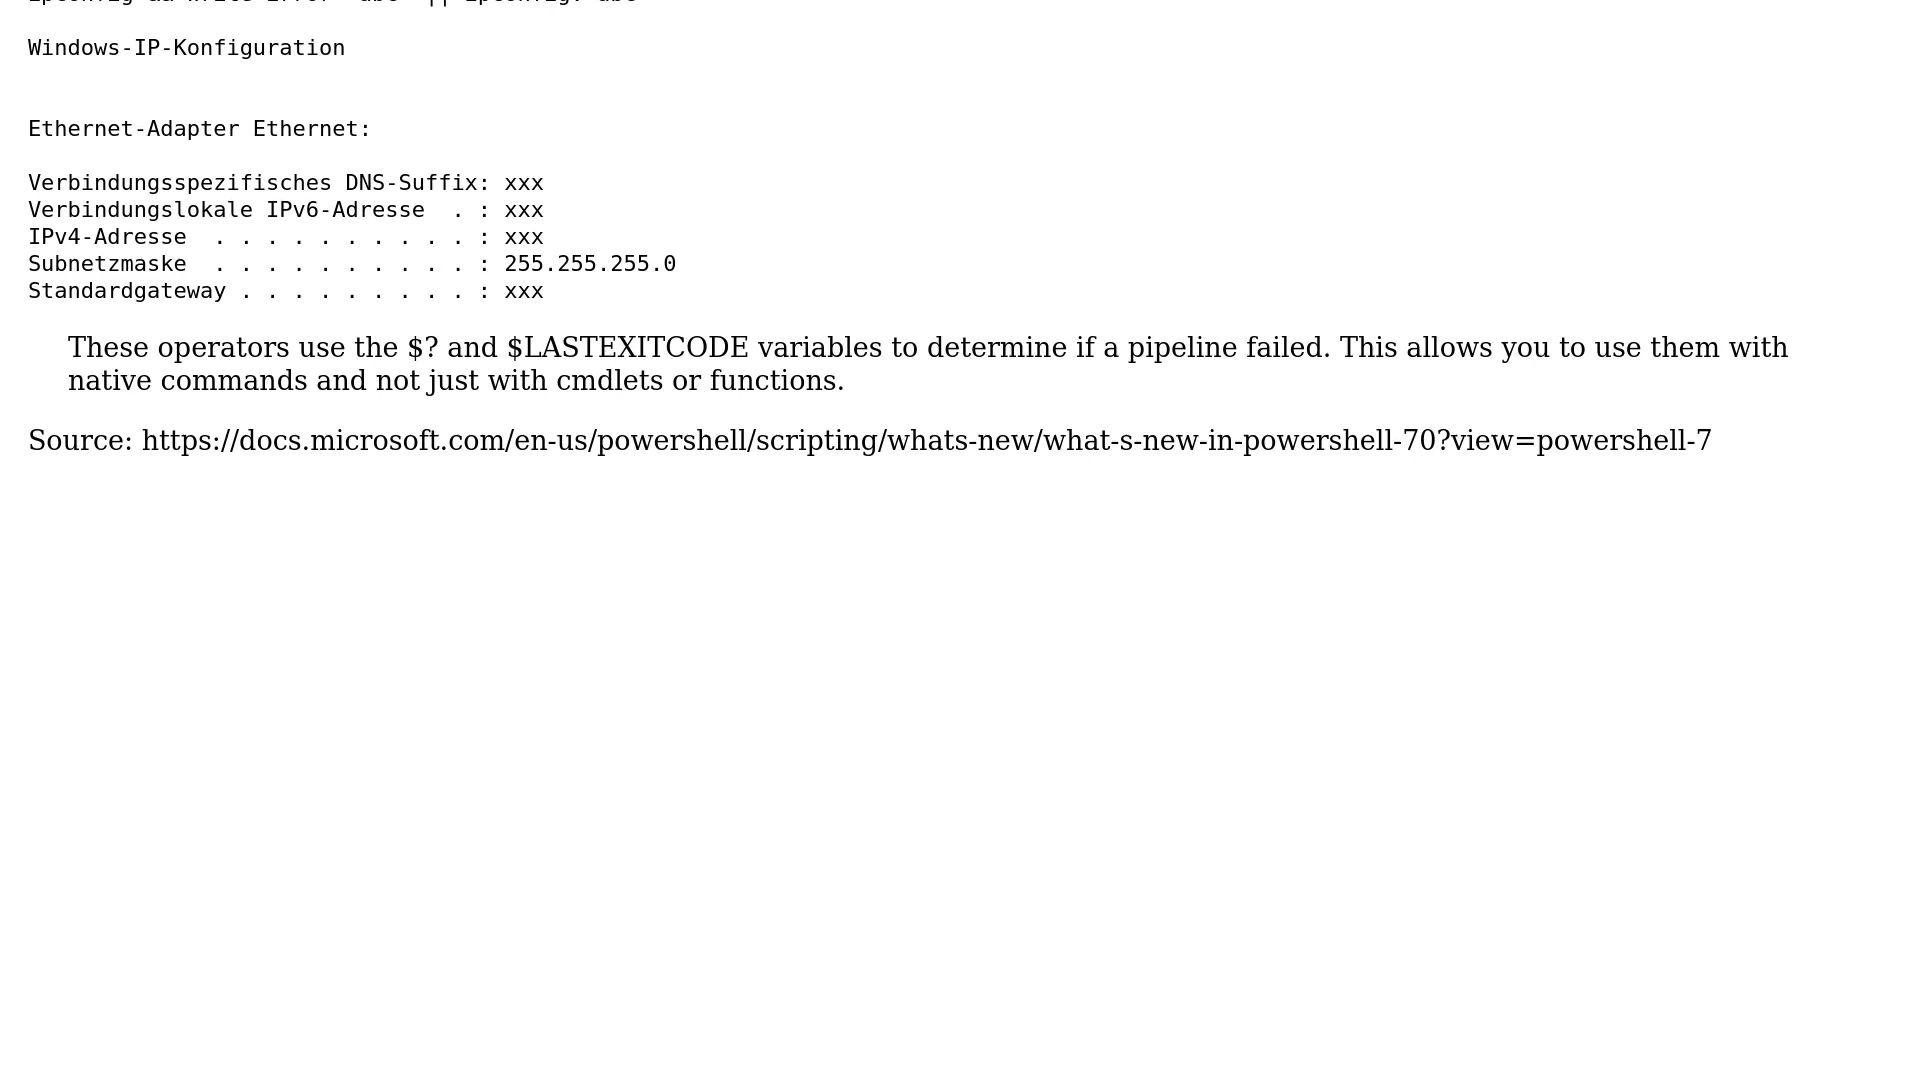 Windows-IP-Konfiguration
Ethernet-Adapter Ethernet:
Verbindungsspezifisches DNS-Suffix: xxx
Verbindungslokale IPv6-Adresse  . : xxx
IPv4-Adresse  . . . . . . . . . . : xxx
Subnetzmaske  . . . . . . . . . . : 255.255.255.0
Standardgateway . . . . . . . . . : xxx
These operators use the $? and $LASTEXITCODE variables to determine if a pipeline failed. This allows you to use them with
native commands and not just with cmdlets or functions.
Source: https://docs.microsoft.com/en-us/powershell/scripting/whats-new/what-s-new-in-powershell-70?view=powershell-7